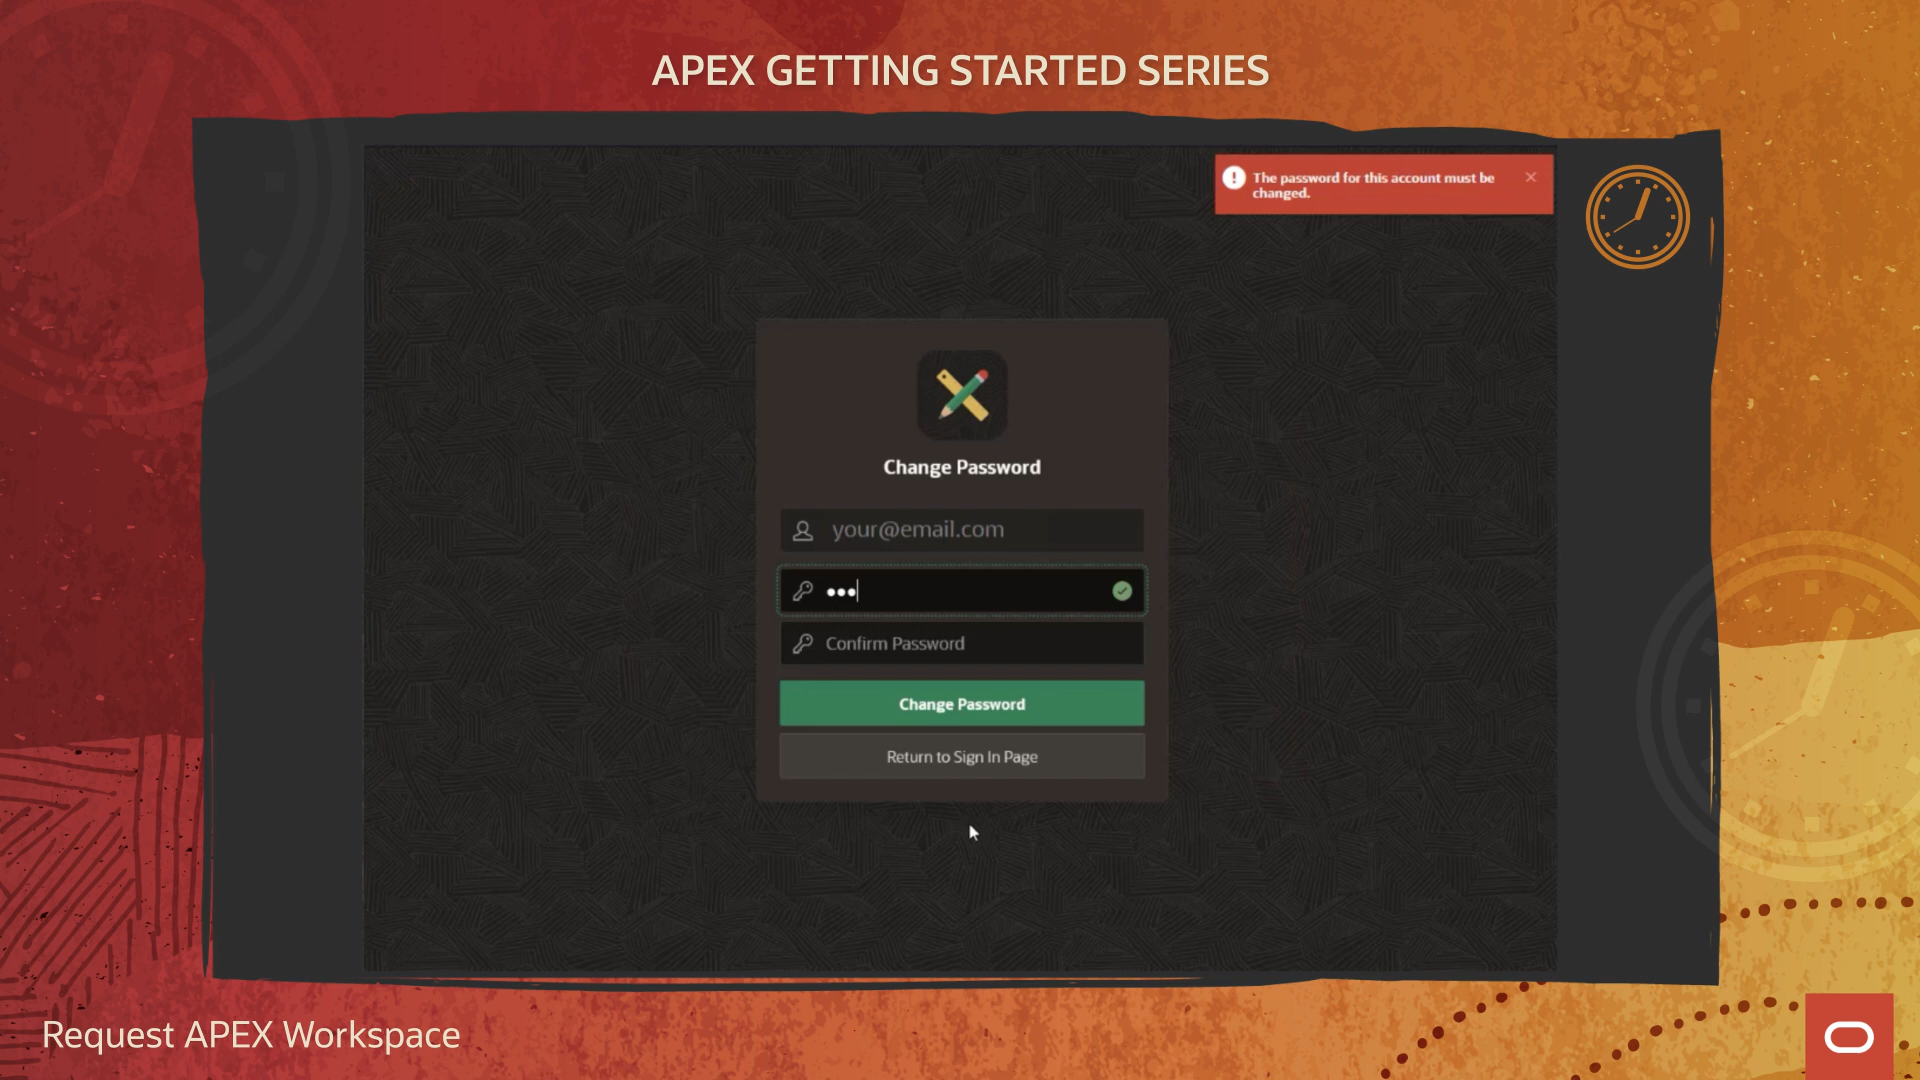 APEX GETTING STARTED SERIES
The password for this account must be
changed.
Change Password
your@email.com
•••
Confirm Password
Change Password
Return to Sign In Page
Request APEX Workspace